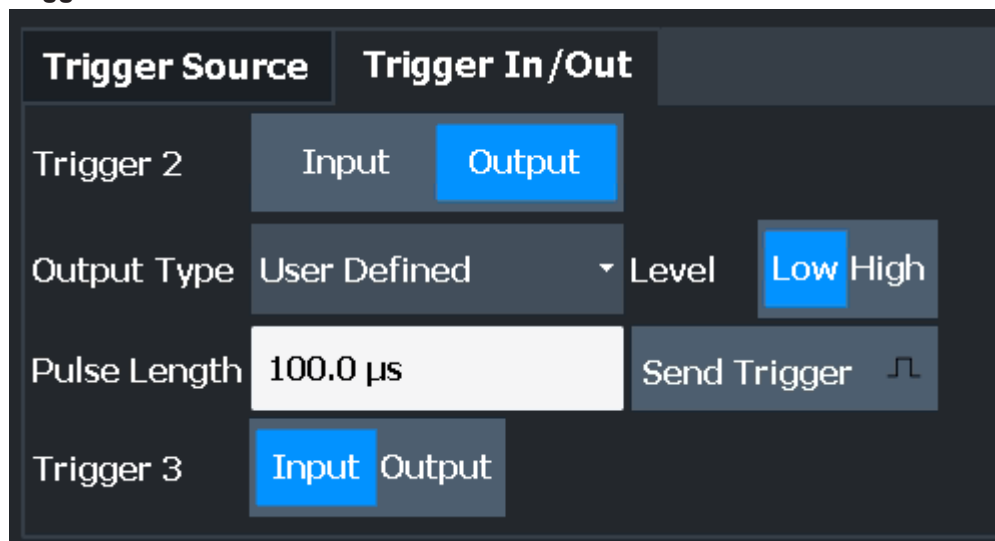 Trigger Source Trigger In/Out
Trigger 2 Input Output
Output Type User Defined Level Low High
Pulse Length 100.0 µs Send Trigger
Trigger 3 Input Output